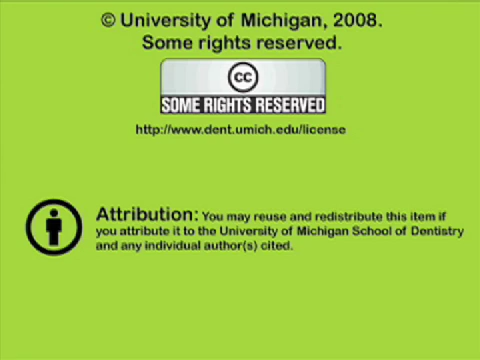 © University of Michigan, 2008.
Some rights reserved.
cc
SOME RIGHTS RESERVED
http://www.dent.umich.edu/license
Attribution: You may reuse and redistribute this item if
you attribute it to the University of Michigan School of Dentistry
and any individual author(s) cited.